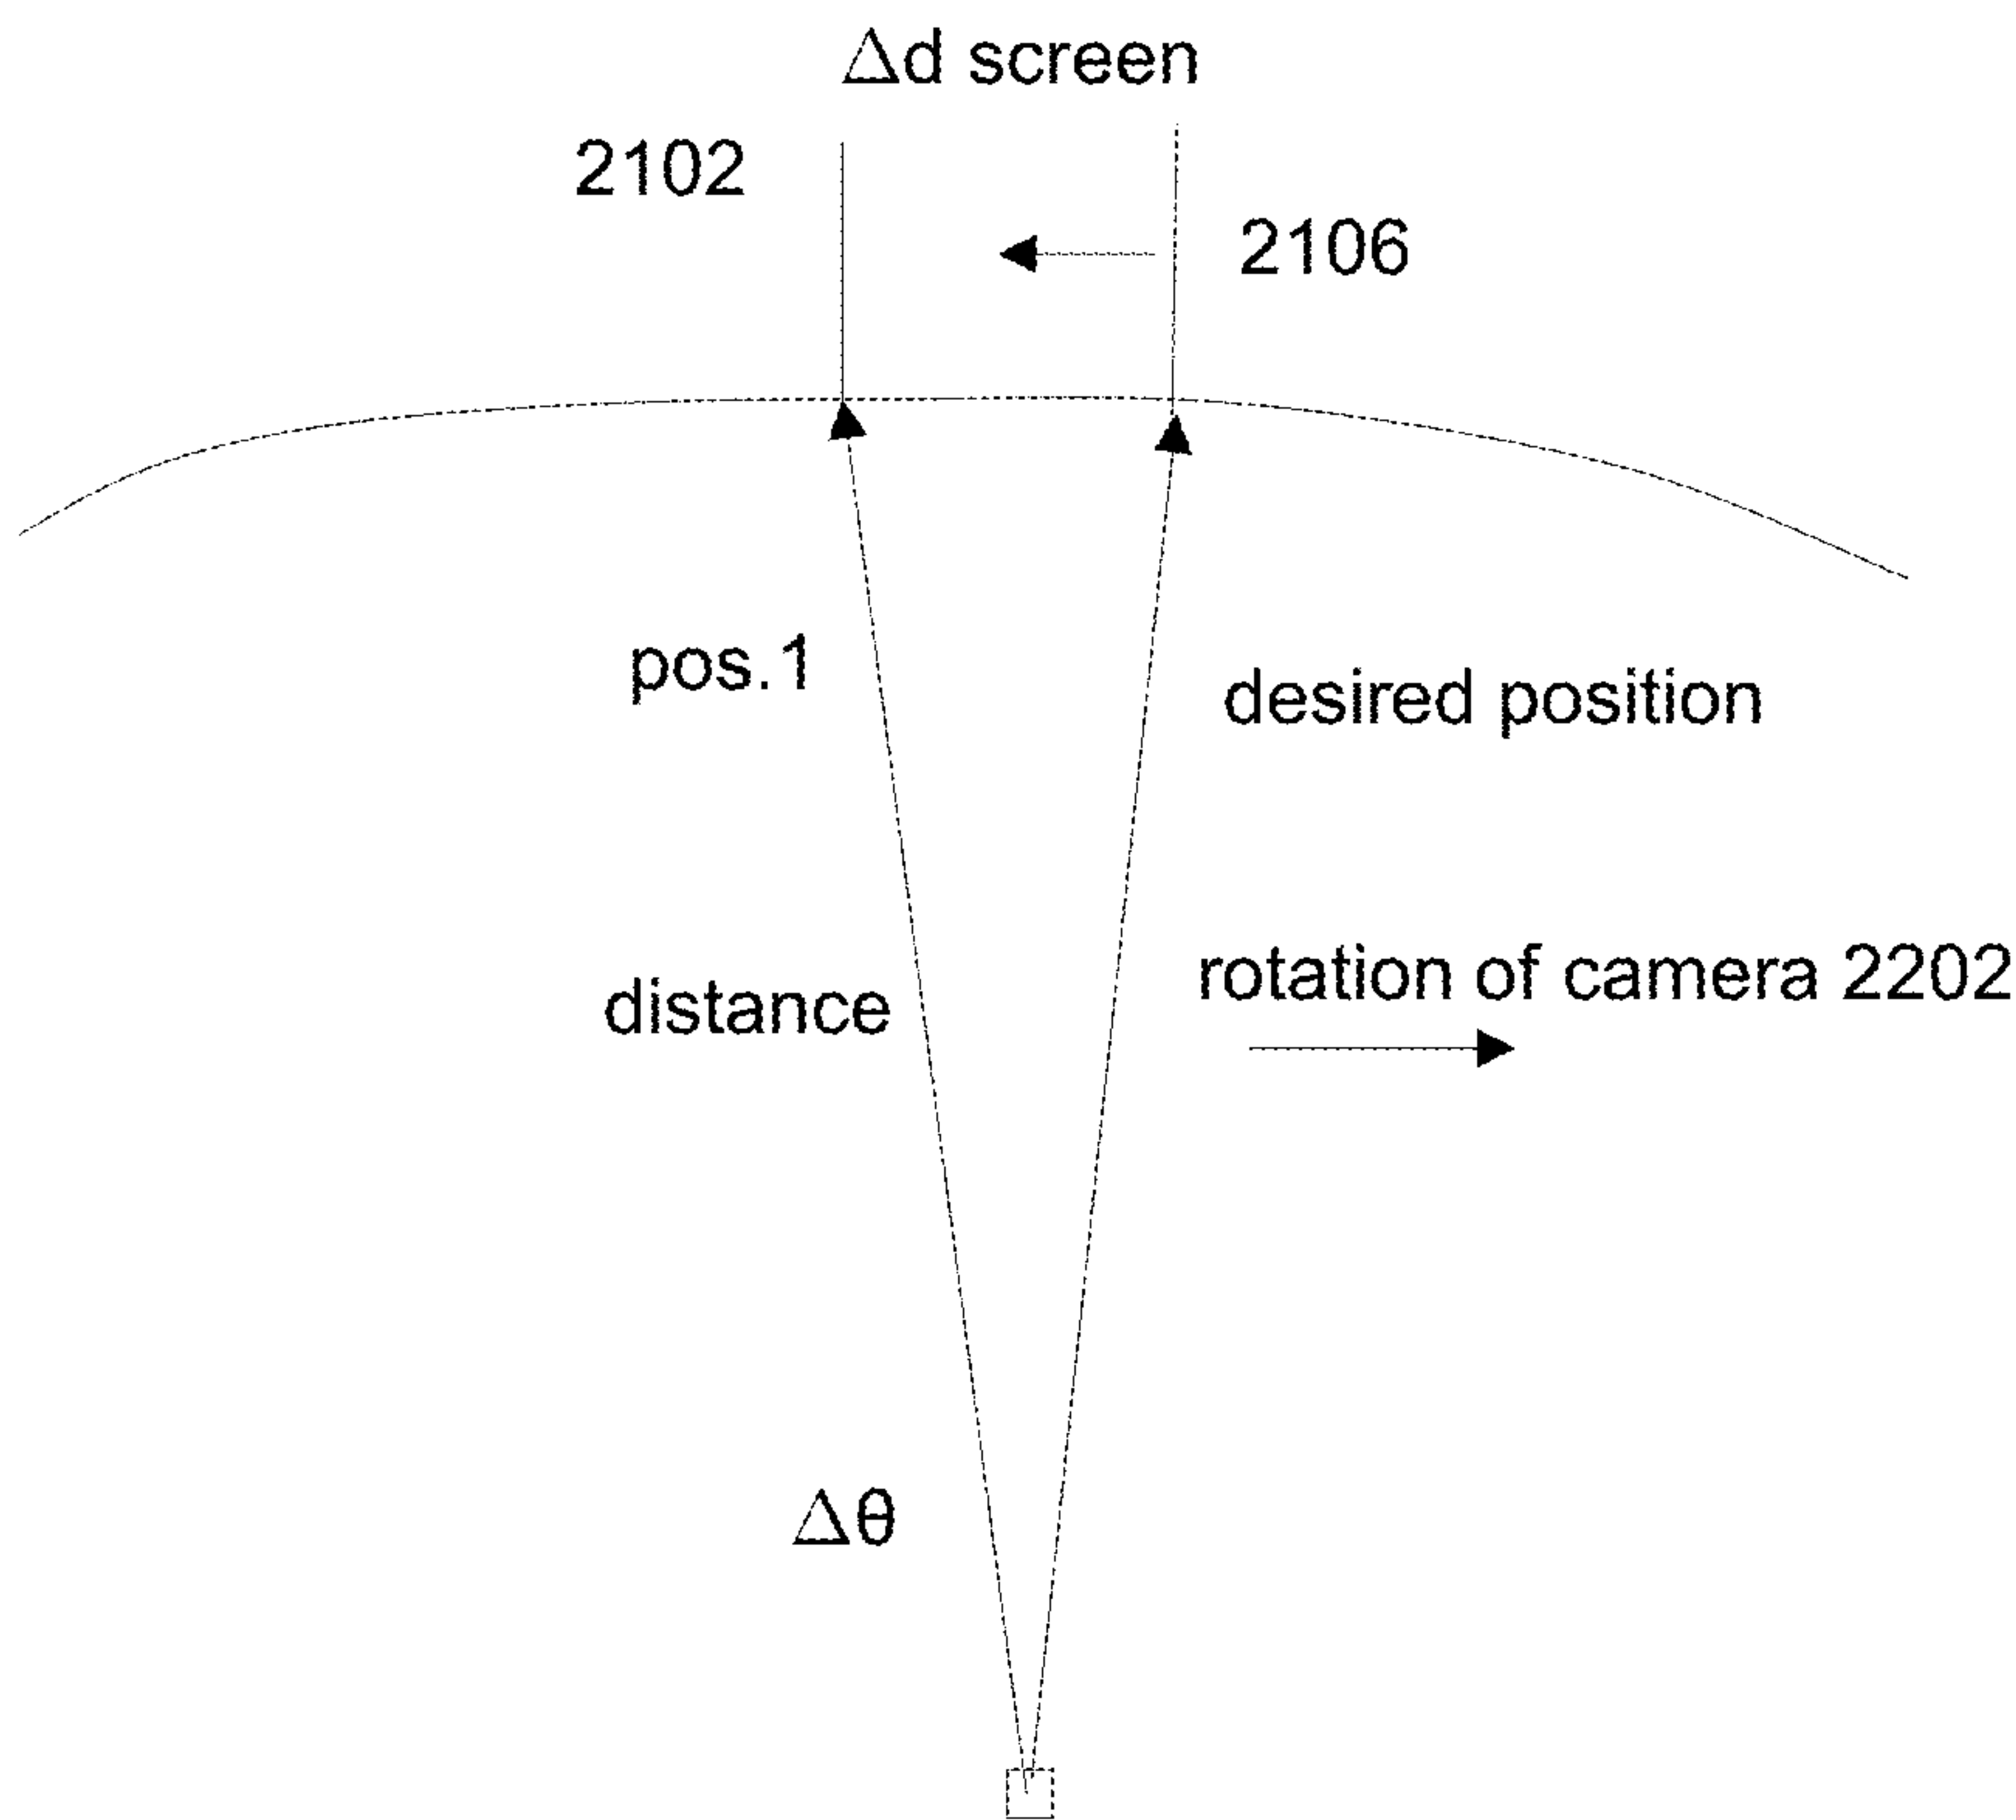 Δd screen
2102
2106
pos.1
desired position
distance
rotation of camera 2202
Δθ